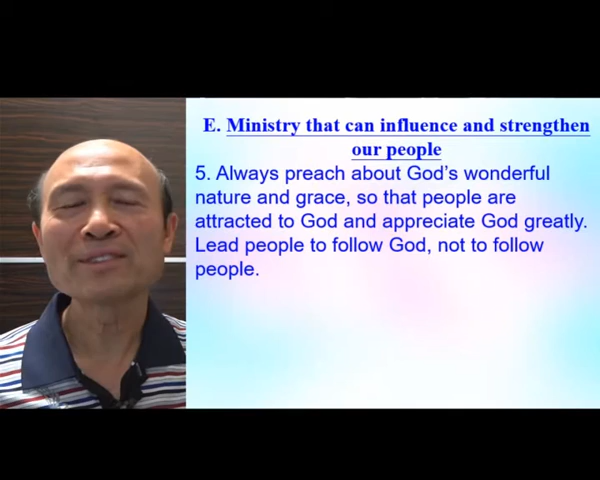 E. Ministry that can influence and strengthen
our people
5. Always preach about God's wonderful
nature and grace, so that people are
attracted to God and appreciate God greatly.
Lead people to follow God, not to follow
people.